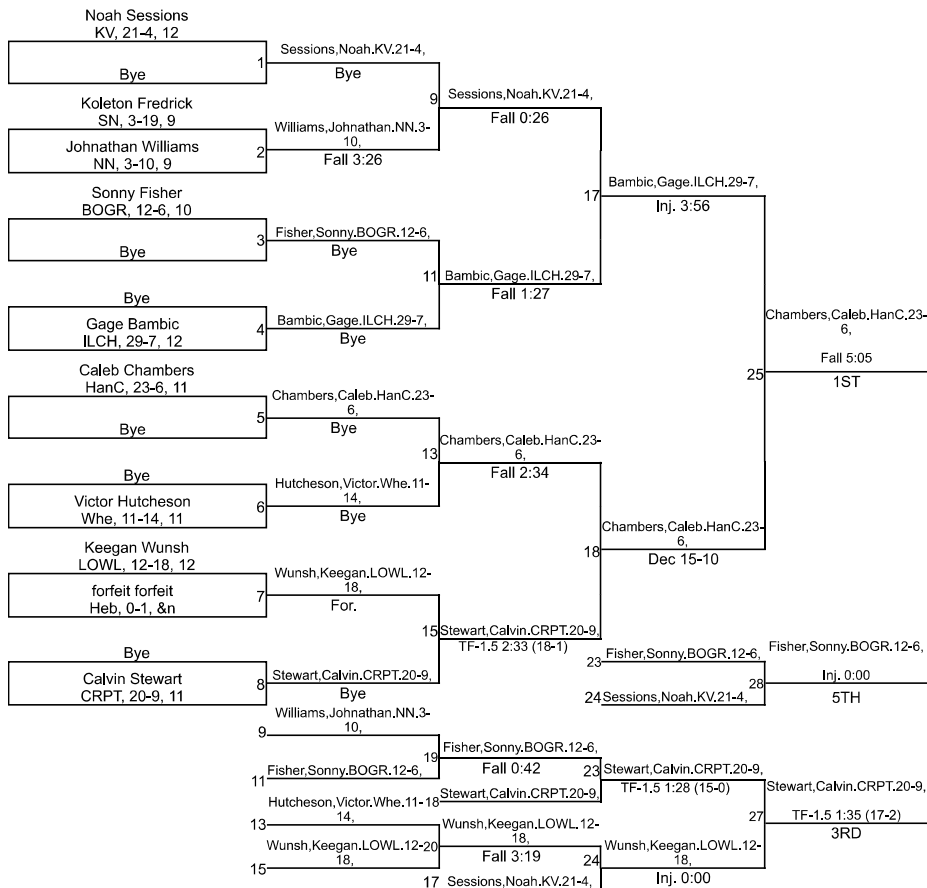 Noah Sessions
KV, 21-4, 12
Bye
1
Sessions,Noah.KV.21-4,
Bye
Koleton Fredrick
SN, 3-19, 9
Johnathan Williams
NN, 3-10, 9
2
Williams,Johnathan.NN.3-
10,
Fall 3:26
9
Sessions,Noah.KV.21-4,
Fall 0:26
Sonny Fisher
BOGR, 12-6, 10
Bye
3
Fisher,Sonny.BOGR.12-6,
Bye
Bye
Gage Bambic
ILCH, 29-7, 12
4
Bambic,Gage.ILCH.29-7,
Bye
11
Bambic,Gage.ILCH.29-7,
Fall 1:27
17
Bambic,Gage.ILCH.29-7,
Inj. 3:56
Caleb Chambers
HanC, 23-6, 11
Bye
5
Chambers,Caleb.HanC.23-
6,
Bye
Bye
Victor Hutcheson
Whe, 11-14, 11
6
Hutcheson,Victor.Whe.11-
14,
Bye
13
Chambers,Caleb.HanC.23-
6,
Fall 2:34
Keegan Wunsh
LOWL, 12-18, 12
forfeit forfeit
Heb, 0-1, &n
7
Wunsh,Keegan.LOWL.12-
18,
For.
Bye
Calvin Stewart
CRPT, 20-9, 11
8
Stewart,Calvin.CRPT.20-9,
Bye
15
Stewart,Calvin.CRPT.20-9,
TF-1.5 2:33 (18-1)
18
Chambers,Caleb.HanC.23-
6,
Dec 15-10
25
Chambers,Caleb.HanC.23-
6,
Fall 5:05
1ST
23
Fisher,Sonny.BOGR.12-6,
24
Sessions,Noah.KV.21-4,
28
Fisher,Sonny.BOGR.12-6,
Inj. 0:00
5TH
9
Williams,Johnathan.NN.3-
10,
11
Fisher,Sonny.BOGR.12-6,
19
Fisher,Sonny.BOGR.12-6,
Fall 0:42
18
Stewart,Calvin.CRPT.20-9,
23
Stewart,Calvin.CRPT.20-9,
TF-1.5 1:28 (15-0)
13
Hutcheson,Victor.Whe.11-
14,
15
Wunsh,Keegan.LOWL.12-
18,
20
Wunsh,Keegan.LOWL.12-
18,
Fall 3:19
17
Sessions,Noah.KV.21-4,
24
Wunsh,Keegan.LOWL.12-
18,
Inj. 0:00
27
Stewart,Calvin.CRPT.20-9,
TF-1.5 1:35 (17-2)
3RD